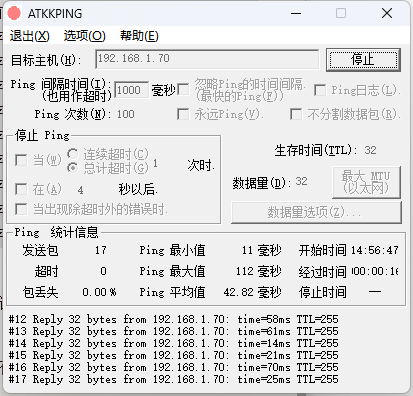 ATKKPING
退出(X) 选项(O) 帮助(E)
目标主机(H): 192.168.1.70 停止
Ping 间隔时间(I): 1000 毫秒 忽略Ping的时间间隔. Ping日志(L).
(也用作超时) (最快的Ping(F))
Ping 次数(N): 100 永远Ping(V). 不分割数据包(R).
停止 Ping
当(W) 连续超时(C) 1 次时.
总计超时(G)
在(A) 4 秒以后.
当出现除超时外的错误时.
生存时间(TTL): 32
数据量(D): 32 最大 MTU
(以太网)
数据量选项(Z)...
Ping 统计信息
发送包 17 Ping 最小值 11 毫秒 开始时间 14:56:47
超时 0 Ping 最大值 112 毫秒 经过时间 :00:00:16
包丢失 0.00 % Ping 平均值 42.82 毫秒 停止时间 —
#12 Reply 32 bytes from 192.168.1.70: time=58ms TTL=255
#13 Reply 32 bytes from 192.168.1.70: time=61ms TTL=255
#14 Reply 32 bytes from 192.168.1.70: time=14ms TTL=255
#15 Reply 32 bytes from 192.168.1.70: time=21ms TTL=255
#16 Reply 32 bytes from 192.168.1.70: time=70ms TTL=255
#17 Reply 32 bytes from 192.168.1.70: time=25ms TTL=255